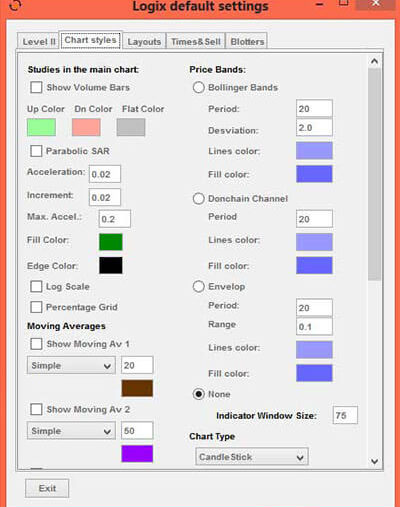 Logix default settings
Level II Chart styles Layouts Times&Sell Blotters
Studies in the main chart:
Show Volume Bars
Up Color Dn Color Flat Color
Parabolic SAR
Acceleration: 0.02
Increment: 0.02
Max. Accel.: 0.2
Fill Color:
Edge Color:
Log Scale
Percentage Grid
Moving Averages
Show Moving Av 1
Simple 20
Show Moving Av 2
Simple 50
Price Bands:
Bollinger Bands
Period: 20
Desviation: 2.0
Lines color:
Fill color:
Donchain Channel
Period 20
Lines color:
Fill color:
Envelop
Period: 20
Range 0.1
Lines color:
Fill color:
None
Indicator Window Size: 75
Chart Type
CandleStick
Exit